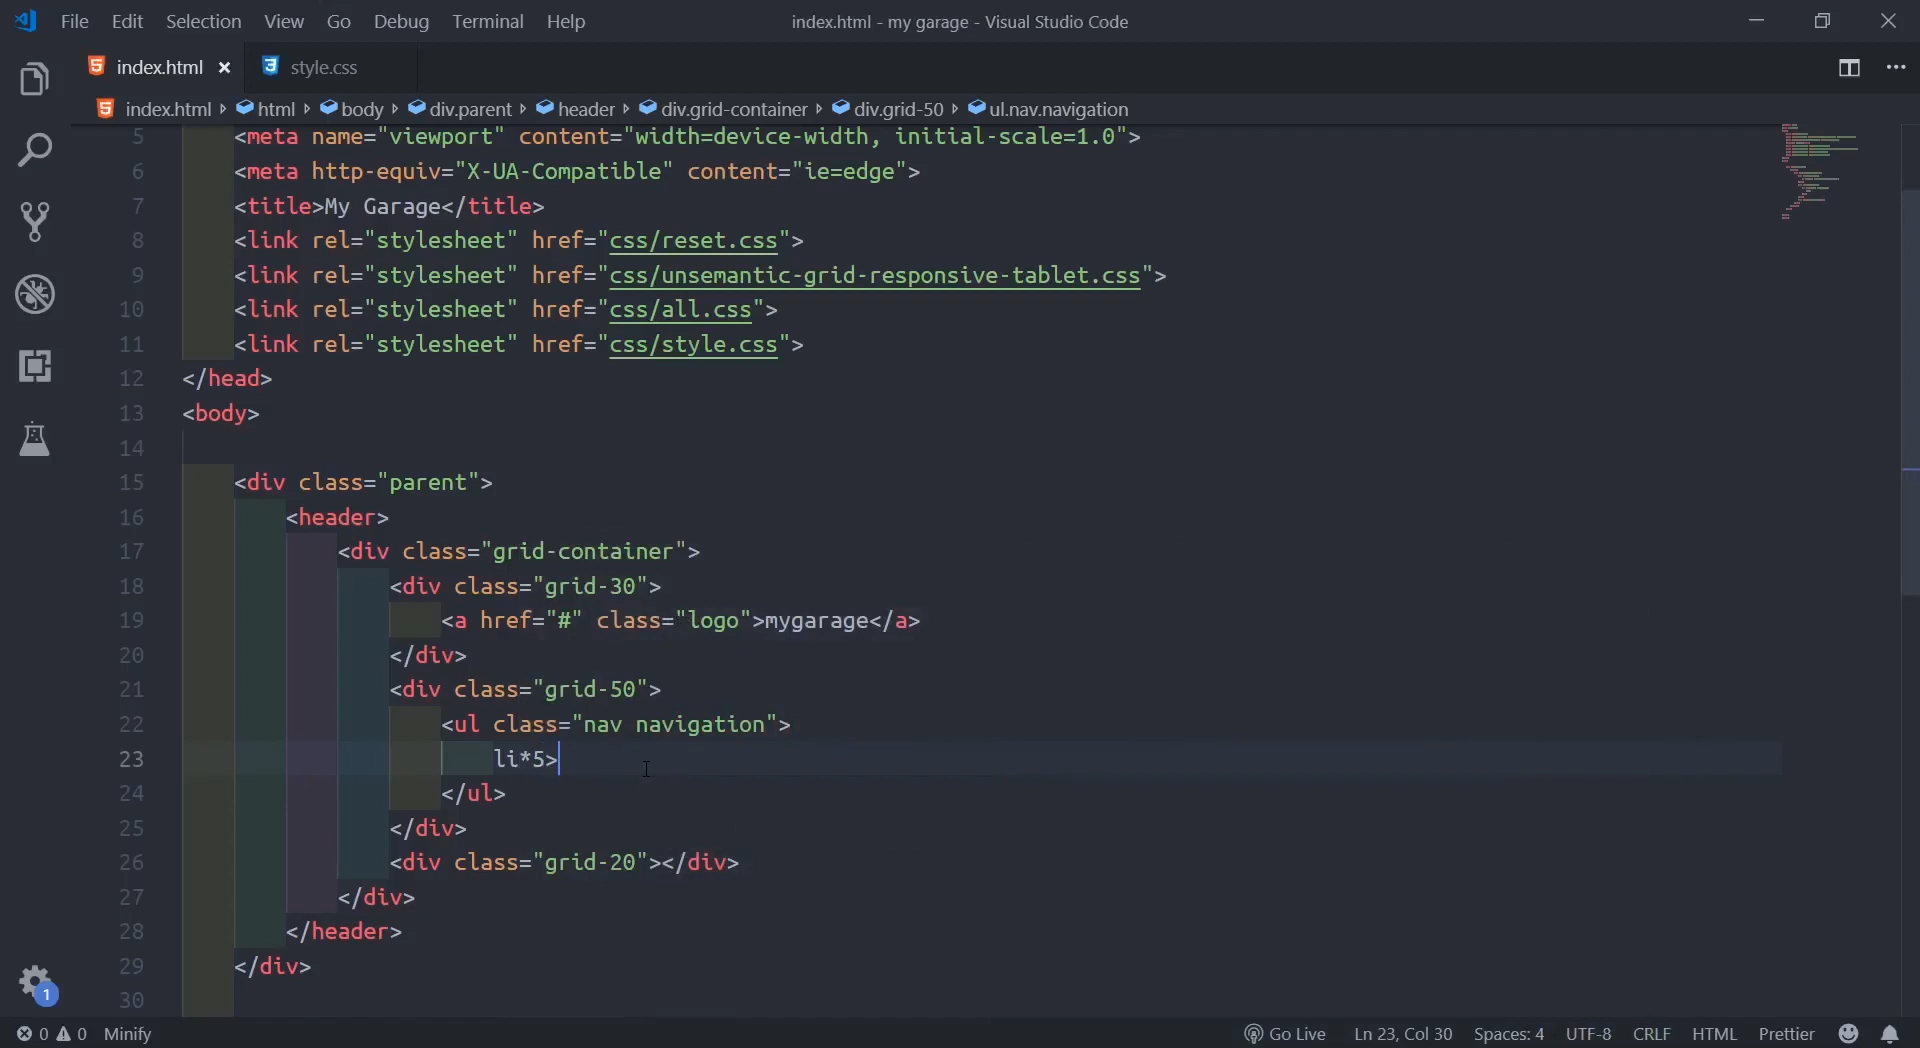 File Edit Selection View Go Debug Terminal Help index.html - my garage - Visual Studio Code
index.html × style.css
index.html html body div.parent header div.grid-container div.grid-50 ul.nav.navigation
5 <meta name="viewport" content="width=device-width, initial-scale=1.0">
6 <meta http-equiv="X-UA-Compatible" content="ie=edge">
7 <title>My Garage</title>
8 <link rel="stylesheet" href="css/reset.css">
9 <link rel="stylesheet" href="css/unsemantic-grid-responsive-tablet.css">
10 <link rel="stylesheet" href="css/all.css">
11 <link rel="stylesheet" href="css/style.css">
12 </head>
13 <body>
14
15 <div class="parent">
16 <header>
17 <div class="grid-container">
18 <div class="grid-30">
19 <a href="#" class="logo">mygarage</a>
20 </div>
21 <div class="grid-50">
22 <ul class="nav navigation">
23 li*5>
24 </ul>
25 </div>
26 <div class="grid-20"></div>
27 </div>
28 </header>
29 </div>
30
1
0 0 Minify Go Live Ln 23, Col 30 Spaces: 4 UTF-8 CRLF HTML Prettier